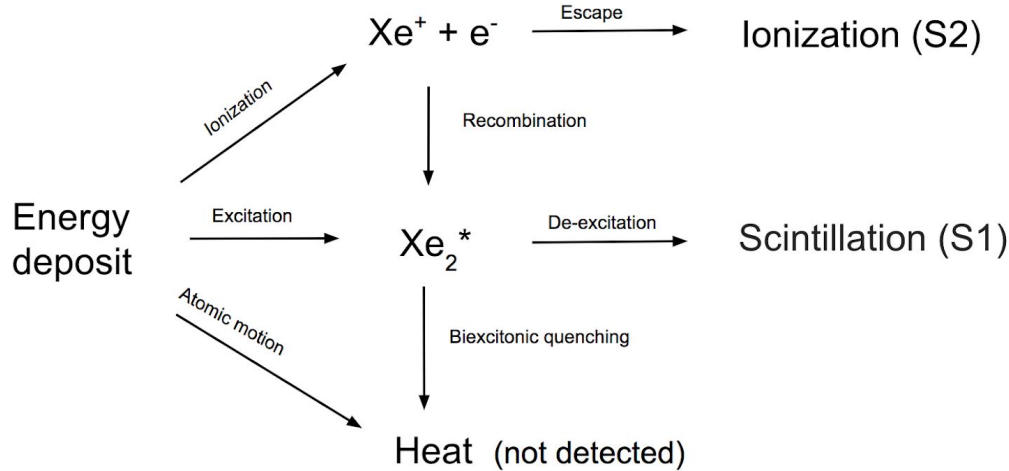 Escape
Xe⁺ + e⁻
Ionization (S2)
Ionization
Recombination
Energy
deposit
Excitation
Xe₂*
De-excitation
Scintillation (S1)
Atomic motion
Biexcitonic quenching
Heat (not detected)